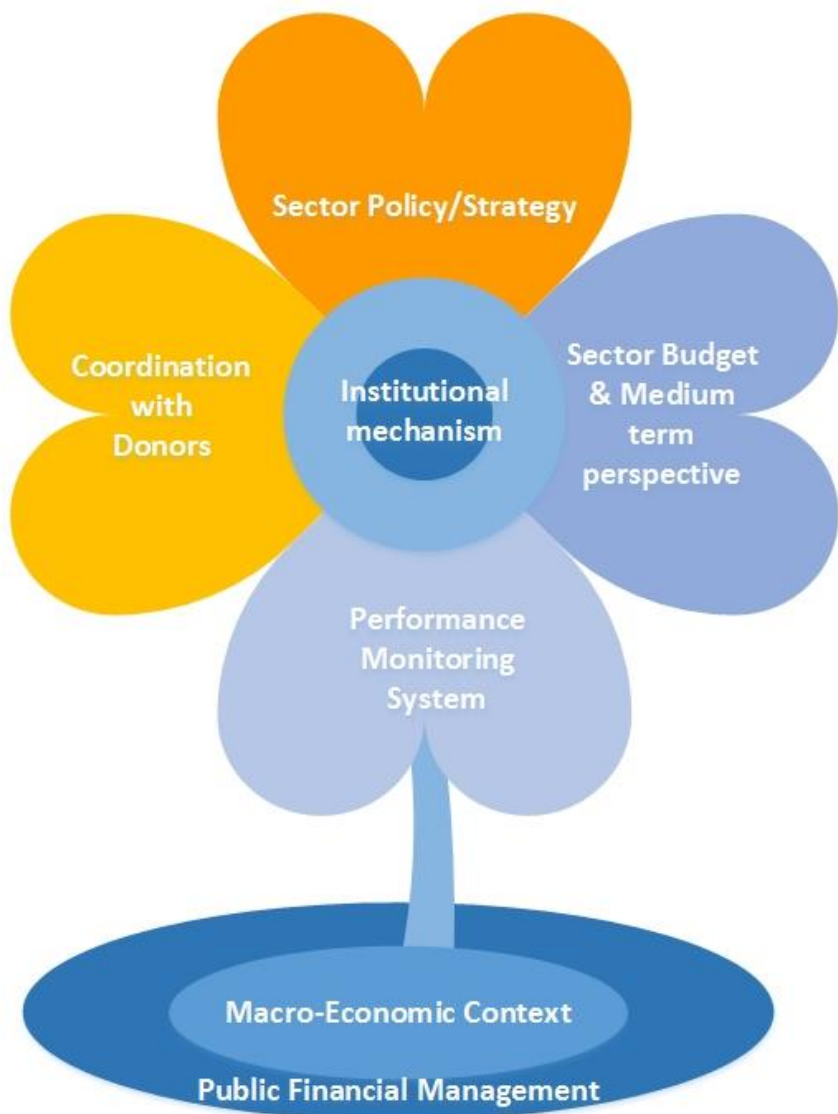 Sector Policy/Strategy
Coordination
with
Donors
Institutional
mechanism
Sector Budget
& Medium
term
perspective
Performance
Monitoring
System
Macro-Economic Context
Public Financial Management